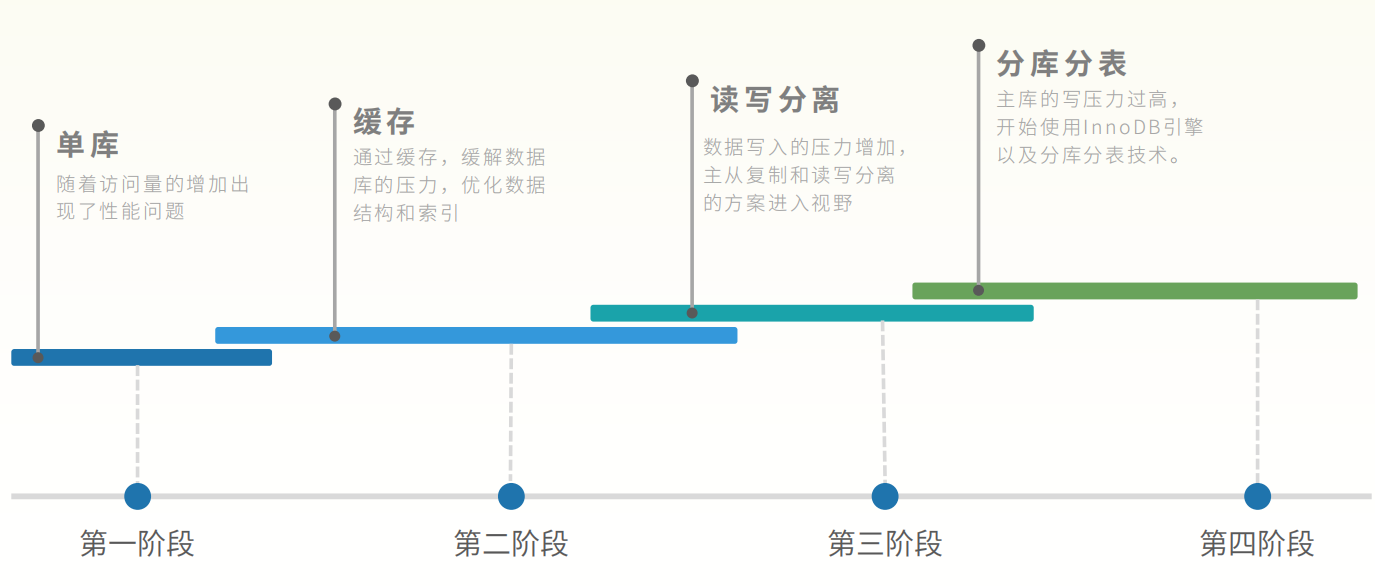 单库
随着访问量的增加出
现了性能问题
缓存
通过缓存，缓解数据
库的压力，优化数据
结构和索引
读写分离
数据写入的压力增加，
主从复制和读写分离
的方案进入视野
分库分表
主库的写压力过高，
开始使用InnoDB引擎
以及分库分表技术。
第一阶段
第二阶段
第三阶段
第四阶段